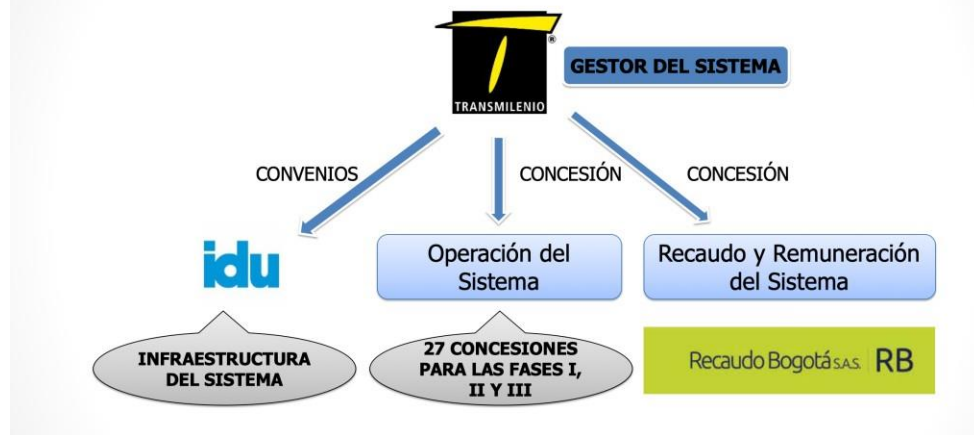 ®
TRANSMILENIO
GESTOR DEL SISTEMA
CONVENIOS
CONCESIÓN
CONCESIÓN
idu
Operación del
Sistema
Recaudo y Remuneración
del Sistema
INFRAESTRUCTURA
DEL SISTEMA
27 CONCESIONES
PARA LAS FASES I,
II Y III
Recaudo Bogotá S.A.S. | RB